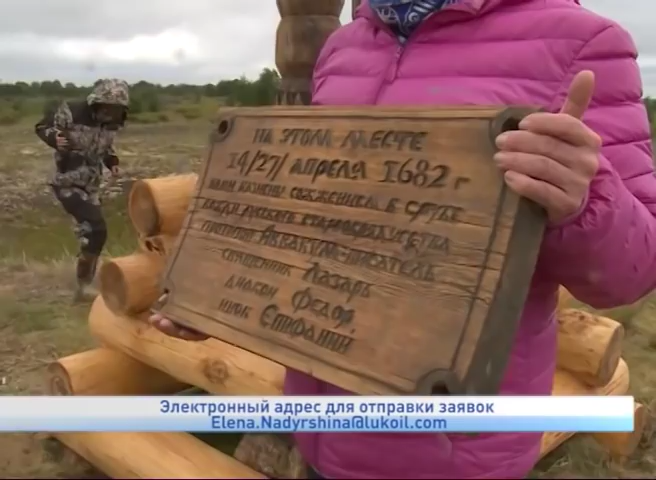 НА ЭТОМ МЕСТЕ
14/27/ АПРЕЛЯ 1682 г
БЫЛИ КАЗНЕНЫ СОЖЖЕНИЕМ В СРУБЕ
ВОЖДИ РУССКОГО СТАРООБРЯДЧЕСТВА
ПРОТОПОП АВВАКУМ-ПИСАТЕЛЬ
СВЯЩЕННИК ЛАЗАРЬ
ДИАКОН ФЕДОР
ИНОК ЕПИФАНИЙ
Электронный адрес для отправки заявок
Elena.Nadyrshina@lukoil.com